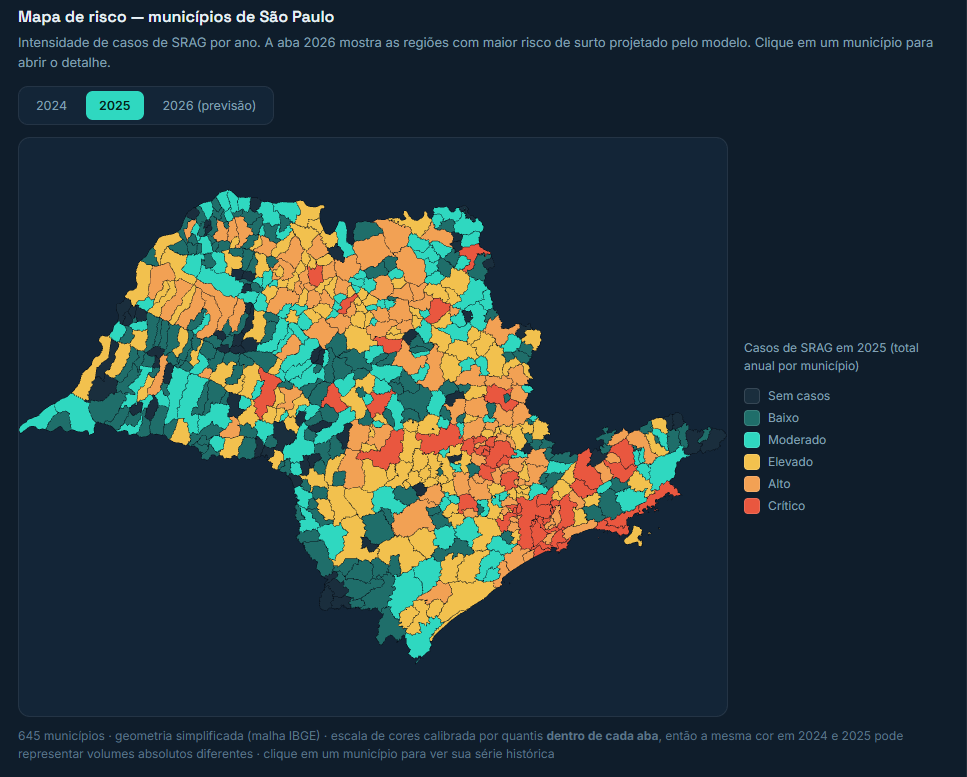 Mapa de risco — municípios de São Paulo
Intensidade de casos de SRAG por ano. A aba 2026 mostra as regiões com maior risco de surto projetado pelo modelo. Clique em um município para
abrir o detalhe.
2024
2025
2026 (previsão)
Casos de SRAG em 2025 (total
anual por município)
Sem casos
Baixo
Moderado
Elevado
Alto
Crítico
645 municípios · geometria simplificada (malha IBGE) · escala de cores calibrada por quantis dentro de cada aba, então a mesma cor em 2024 e 2025 pode
representar volumes absolutos diferentes · clique em um município para ver sua série histórica